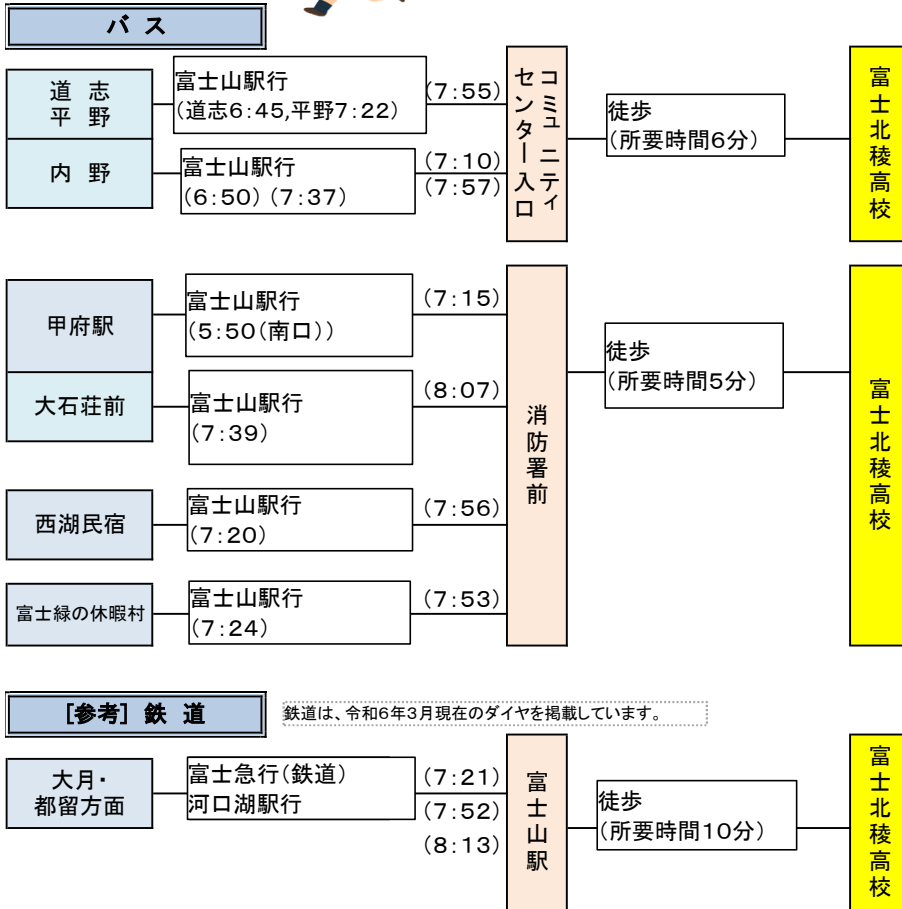 バ ス
道 志
平 野
富士山駅行
(道志6:45,平野7:22)
(7:55)
内 野
富士山駅行
(6:50) (7:37)
(7:10)
(7:57)
コミュニティ
センター入口
徒歩
(所要時間6分)
富士北稜高校
甲府駅
富士山駅行
(5:50(南口))
(7:15)
大石荘前
富士山駅行
(7:39)
(8:07)
西湖民宿
富士山駅行
(7:20)
(7:56)
富士緑の休暇村
富士山駅行
(7:24)
(7:53)
消防署前
徒歩
(所要時間5分)
富士北稜高校
[参考] 鉄 道
鉄道は、令和6年3月現在のダイヤを掲載しています。
大月・
都留方面
富士急行(鉄道)
河口湖駅行
(7:21)
(7:52)
(8:13)
富士山駅
徒歩
(所要時間10分)
富士北稜高校